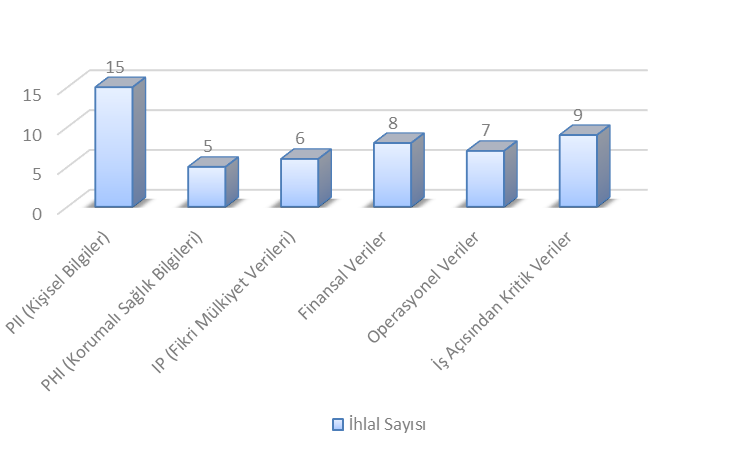 15
10
5
0
15
5
6
8
7
9
PII (Kişisel Bilgiler)
PHI (Korumalı Sağlık Bilgileri)
IP (Fikri Mülkiyet Verileri)
Finansal Veriler
Operasyonel Veriler
İş Açısından Kritik Veriler
İhlal Sayısı